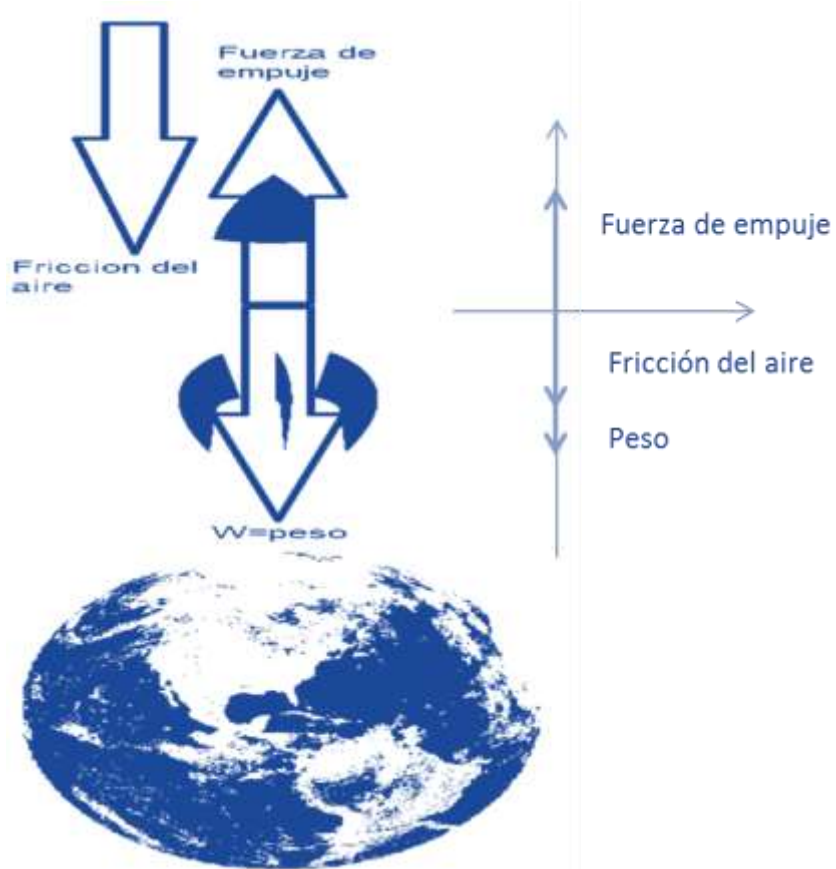 Fuerza de
empuje
Friccion del
aire
W=peso
Fuerza de empuje
Fricción del aire
Peso